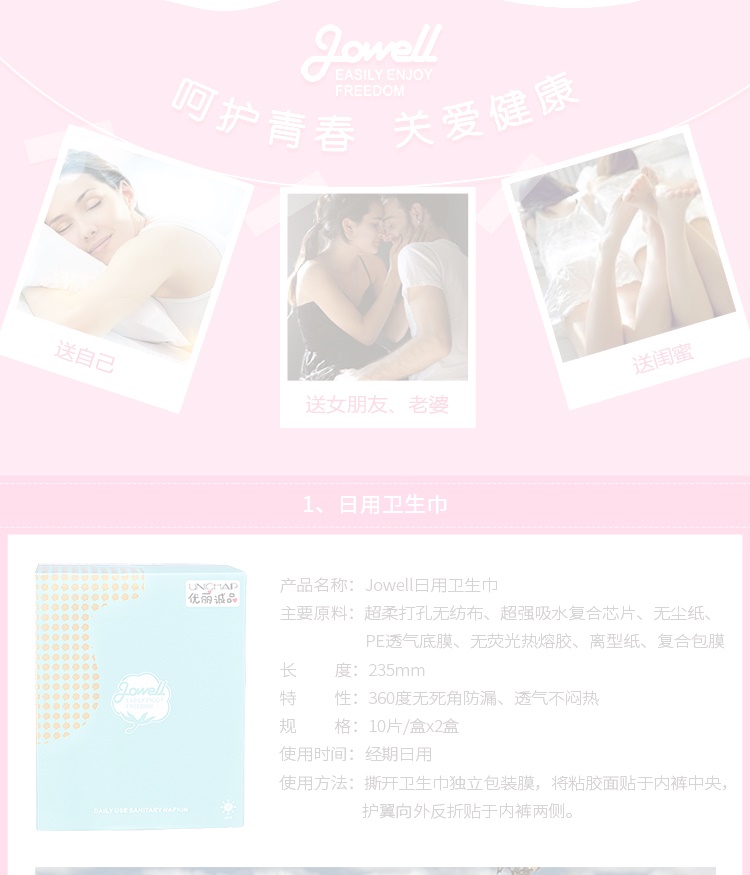 Jowell
EASILY ENJOY
FREEDOM
呵护青春 关爱健康
送自己
送女朋友、老婆
送闺蜜
1、日用卫生巾
优丽诚品
Jowell
DAILY USE SANITARY NAPKIN
产品名称：Jowell日用卫生巾
主要原料：超柔打孔无纺布、超强吸水复合芯片、无尘纸、
PE透气底膜、无荧光热熔胶、离型纸、复合包膜
长 度：235mm
特 性：360度无死角防漏、透气不闷热
规 格：10片/盒x2盒
使用时间：经期日用
使用方法：撕开卫生巾独立包装膜，将粘胶面贴于内裤中央，
护翼向外反折贴于内裤两侧。